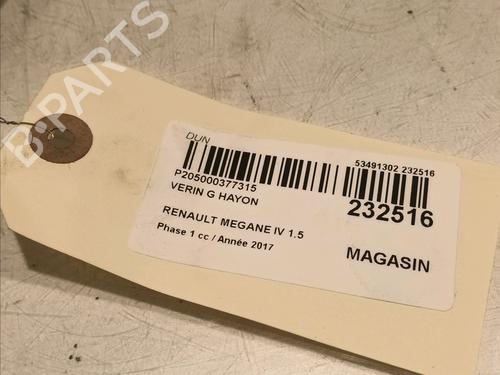 B-PARTS
DUN
53491302 232516
P205000377315
VERIN G HAYON
232516
RENAULT MEGANE IV 1.5
Phase 1 cc / Année 2017
MAGASIN